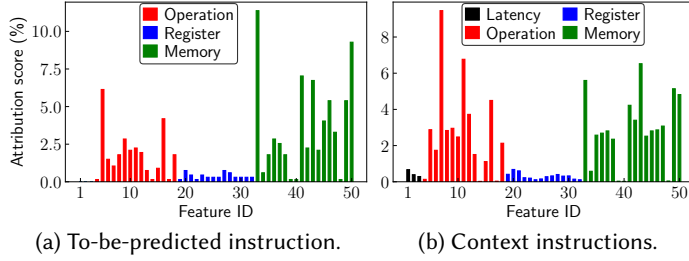 Attribution score (%)
10.0
7.5
5.0
2.5
0.0
Operation
Register
Memory
1 10 20 30 40 50
Feature ID
(a) To-be-predicted instruction.
8
6
4
2
0
Latency
Operation
Register
Memory
1 10 20 30 40 50
Feature ID
(b) Context instructions.